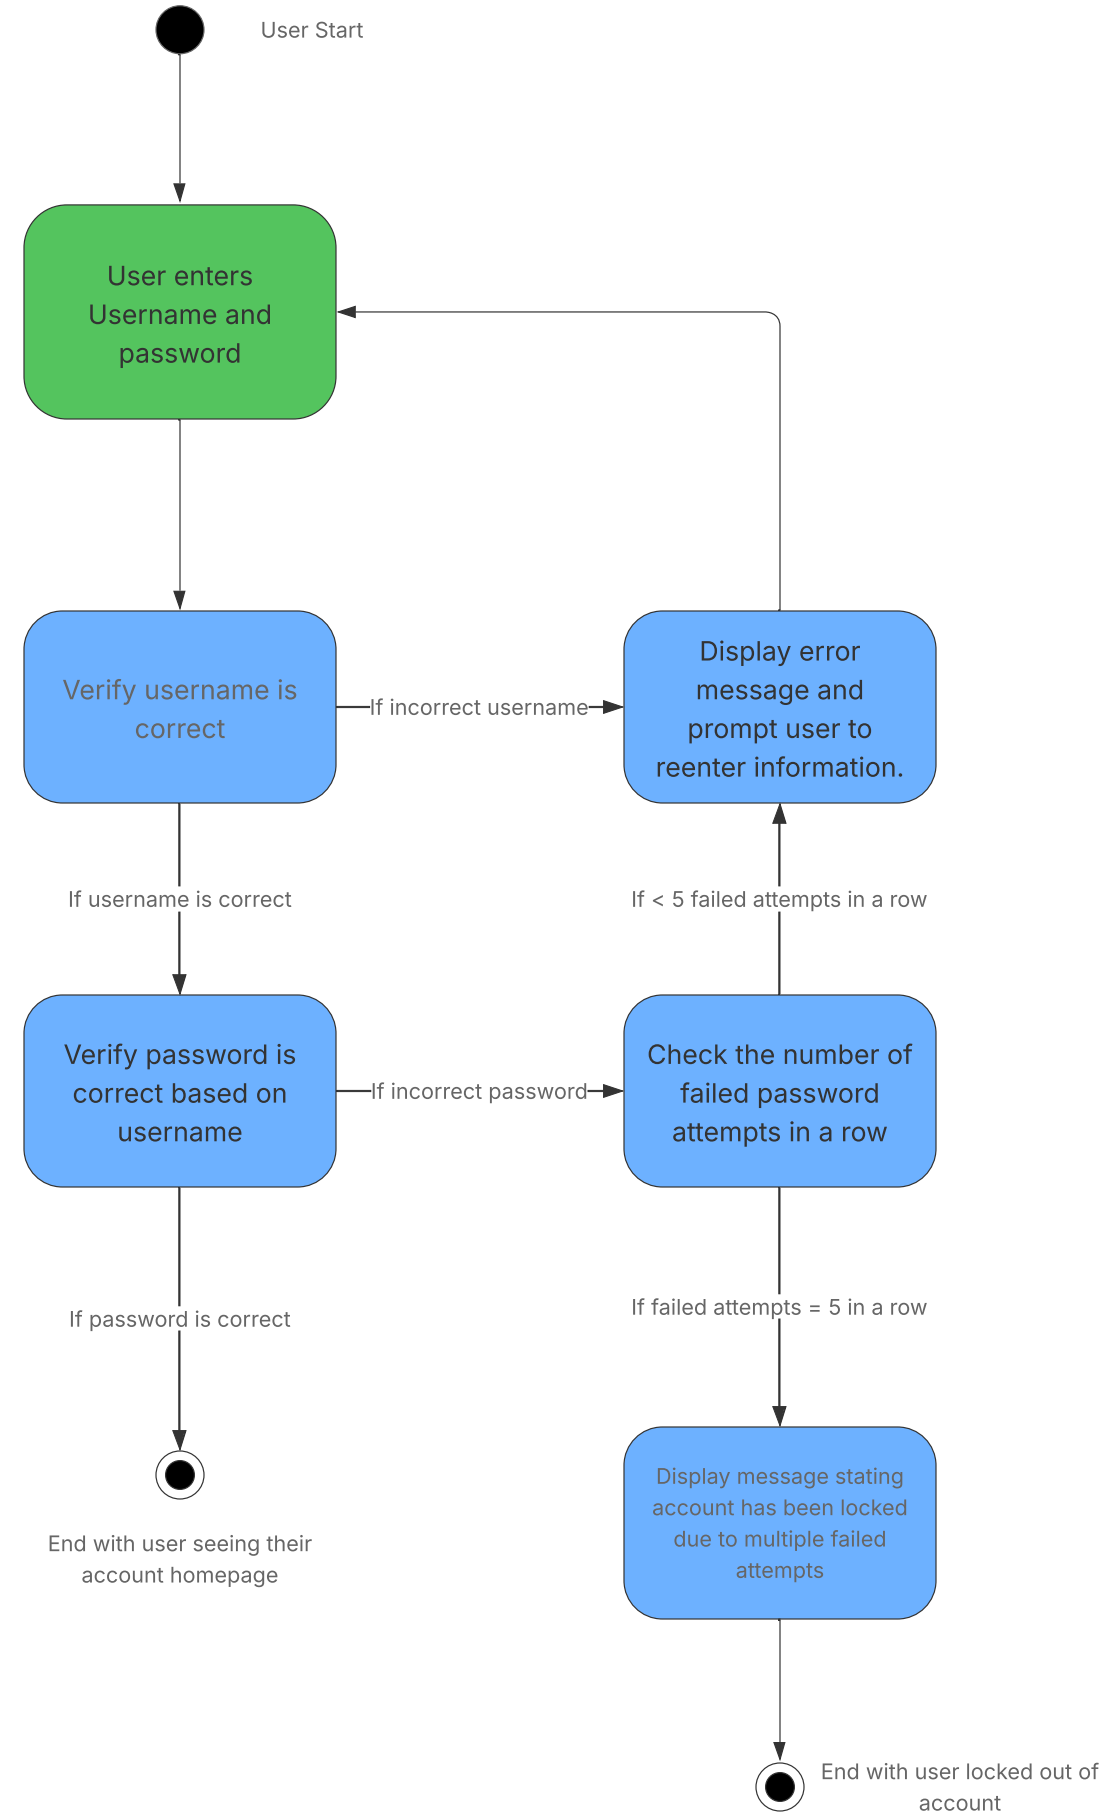 User Start
User enters
Username and
password
Verify username is
correct
If incorrect username
Display error
message and
prompt user to
reenter information.
If username is correct
If < 5 failed attempts in a row
Verify password is
correct based on
username
If incorrect password
Check the number of
failed password
attempts in a row
If password is correct
If failed attempts = 5 in a row
End with user seeing their
account homepage
Display message stating
account has been locked
due to multiple failed
attempts
End with user locked out of
account